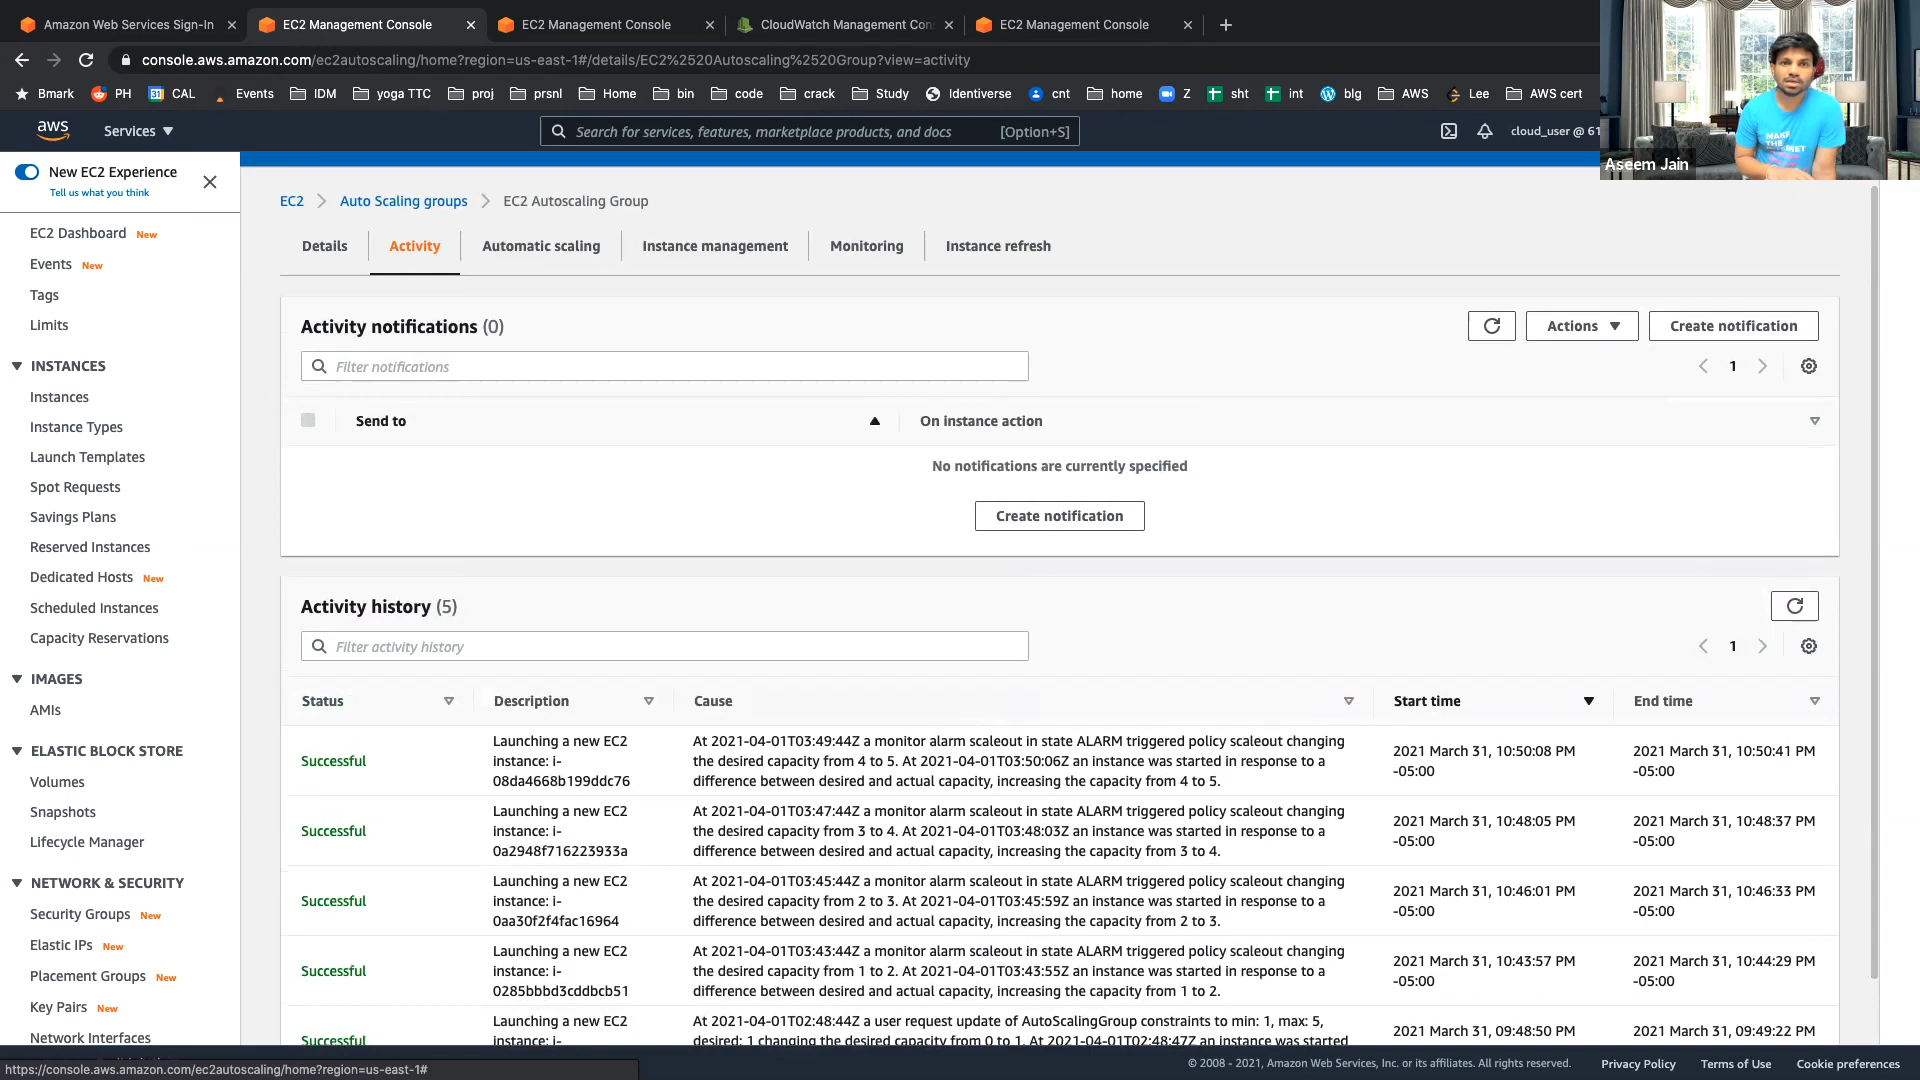 Amazon Web Services Sign-In
EC2 Management Console
EC2 Management Console
CloudWatch Management Con
EC2 Management Console
console.aws.amazon.com/ec2autoscaling/home?region=us-east-1#/details/EC2%2520Autoscaling%2520Group?view=activity
Bmark PH CAL Events IDM yoga TTC proj prsnl Home bin code crack Study Identiverse cnt home Z sht int blg AWS Lee AWS cert
aws Services ▼ Search for services, features, marketplace products, and docs [Option+S] cloud_user @ 61
MAKE
THE
Aseem Jain
New EC2 Experience
Tell us what you think
EC2 Dashboard New
Events New
Tags
Limits
INSTANCES
Instances
Instance Types
Launch Templates
Spot Requests
Savings Plans
Reserved Instances
Dedicated Hosts New
Scheduled Instances
Capacity Reservations
IMAGES
AMIs
ELASTIC BLOCK STORE
Volumes
Snapshots
Lifecycle Manager
NETWORK & SECURITY
Security Groups New
Elastic IPs New
Placement Groups New
Key Pairs New
Network Interfaces
EC2 > Auto Scaling groups > EC2 Autoscaling Group
Details Activity Automatic scaling Instance management Monitoring Instance refresh
Activity notifications (0)
Actions ▼ Create notification
Filter notifications
1
Send to On instance action
No notifications are currently specified
Create notification
Activity history (5)
Filter activity history
1
Status Description Cause Start time End time
Successful
Launching a new EC2
instance: i-
08da4668b199ddc76
At 2021-04-01T03:49:44Z a monitor alarm scaleout in state ALARM triggered policy scaleout changing
the desired capacity from 4 to 5. At 2021-04-01T03:50:06Z an instance was started in response to a
difference between desired and actual capacity, increasing the capacity from 4 to 5.
2021 March 31, 10:50:08 PM
-05:00
2021 March 31, 10:50:41 PM
-05:00
Successful
Launching a new EC2
instance: i-
0a2948f716223933a
At 2021-04-01T03:47:44Z a monitor alarm scaleout in state ALARM triggered policy scaleout changing
the desired capacity from 3 to 4. At 2021-04-01T03:48:03Z an instance was started in response to a
difference between desired and actual capacity, increasing the capacity from 3 to 4.
2021 March 31, 10:48:05 PM
-05:00
2021 March 31, 10:48:37 PM
-05:00
Successful
Launching a new EC2
instance: i-
0aa30f2f4fac16964
At 2021-04-01T03:45:44Z a monitor alarm scaleout in state ALARM triggered policy scaleout changing
the desired capacity from 2 to 3. At 2021-04-01T03:45:59Z an instance was started in response to a
difference between desired and actual capacity, increasing the capacity from 2 to 3.
2021 March 31, 10:46:01 PM
-05:00
2021 March 31, 10:46:33 PM
-05:00
Successful
Launching a new EC2
instance: i-
0285bbbd3cddbcb51
At 2021-04-01T03:43:44Z a monitor alarm scaleout in state ALARM triggered policy scaleout changing
the desired capacity from 1 to 2. At 2021-04-01T03:43:55Z an instance was started in response to a
difference between desired and actual capacity, increasing the capacity from 1 to 2.
2021 March 31, 10:43:57 PM
-05:00
2021 March 31, 10:44:29 PM
-05:00
Successful
Launching a new EC2
instance: i-
At 2021-04-01T02:48:44Z a user request update of AutoScalingGroup constraints to min: 1, max: 5,
desired: 1 changing the desired capacity from 0 to 1. At 2021-04-01T02:48:47Z an instance was started
2021 March 31, 09:48:50 PM
2021 March 31, 09:49:22 PM
https://console.aws.amazon.com/ec2autoscaling/home?region=us-east-1#
© 2008 - 2021, Amazon Web Services, Inc. or its affiliates. All rights reserved. Privacy Policy Terms of Use Cookie preferences